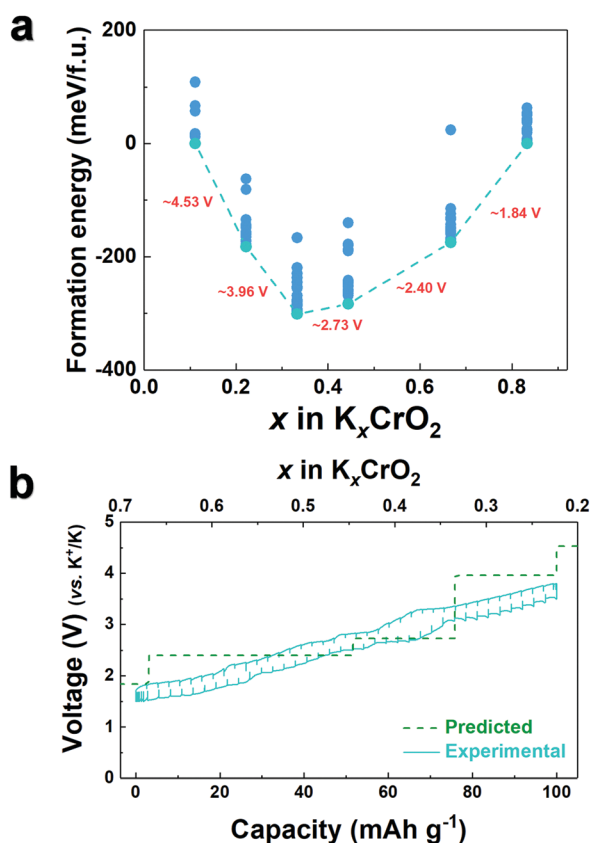 a
Formation energy (meV/f.u.)
200
0
-200
-400
~4.53 V
~3.96 V
~2.73 V
~2.40 V
~1.84 V
0.0 0.2 0.4 0.6 0.8
x in KₓCrO₂
b
x in KₓCrO₂
0.7 0.6 0.5 0.4 0.3 0.2
Voltage (V) (vs. K⁺/K)
5
4
3
2
1
0
Predicted
Experimental
0 20 40 60 80 100
Capacity (mAh g⁻¹)